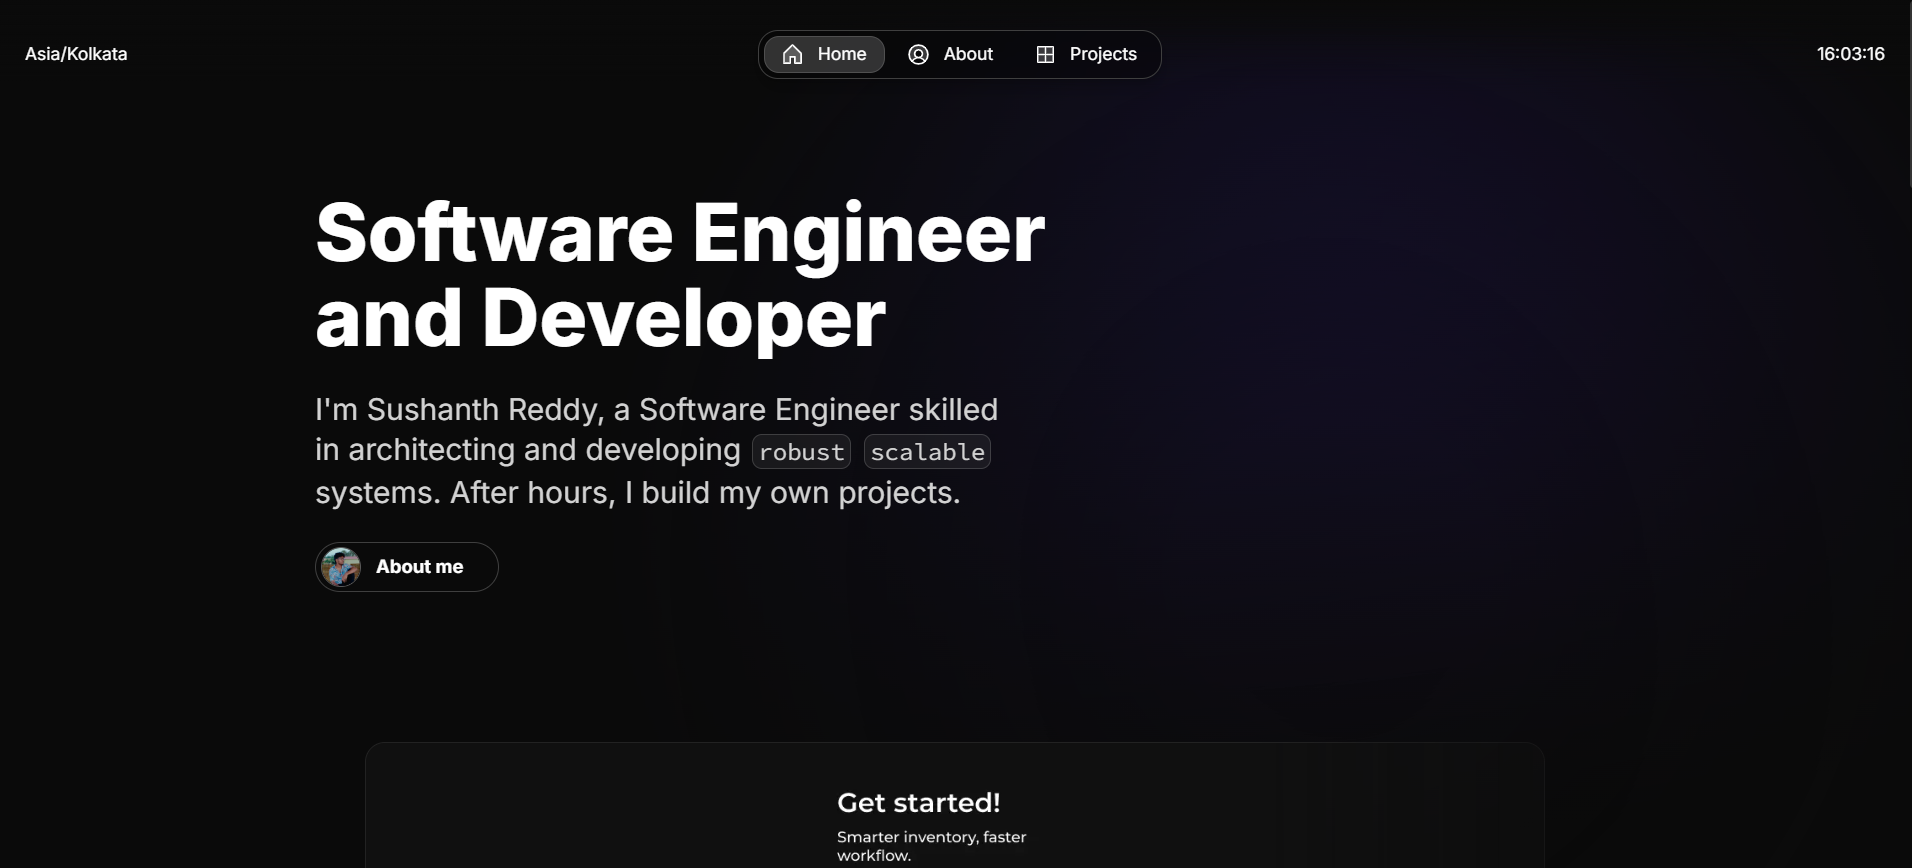 Asia/Kolkata
Home About Projects
16:03:16
Software Engineer
and Developer
I'm Sushanth Reddy, a Software Engineer skilled
in architecting and developing robust scalable
systems. After hours, I build my own projects.
About me
Get started!
Smarter inventory, faster
workflow.